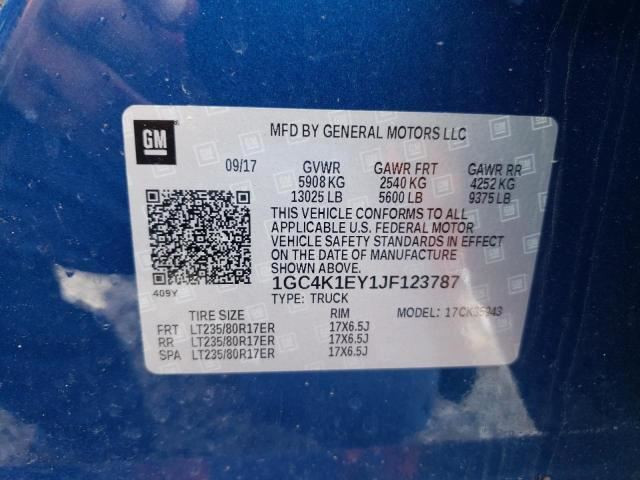 GM
MFD BY GENERAL MOTORS LLC
09/17 GVWR GAWR FRT GAWR RR
5908 KG 2540 KG 4252 KG
13025 LB 5600 LB 9375 LB
THIS VEHICLE CONFORMS TO ALL
APPLICABLE U.S. FEDERAL MOTOR
VEHICLE SAFETY STANDARDS IN EFFECT
ON THE DATE OF MANUFACTURE
SHOWN ABOVE.
409Y
1GC4K1EY1JF123787
TYPE: TRUCK MODEL: 17CK35943
TIRE SIZE RIM
FRT LT235/80R17ER 17X6.5J
RR LT235/80R17ER 17X6.5J
SPA LT235/80R17ER 17X6.5J